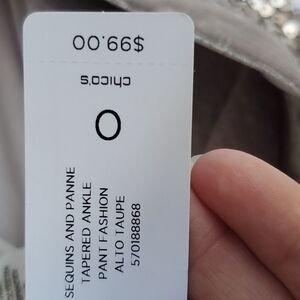 $99.00
chico's
0
SEQUINS AND PANNE
TAPERED ANKLE
PANT FASHION
ALTO TAUPE
570188868